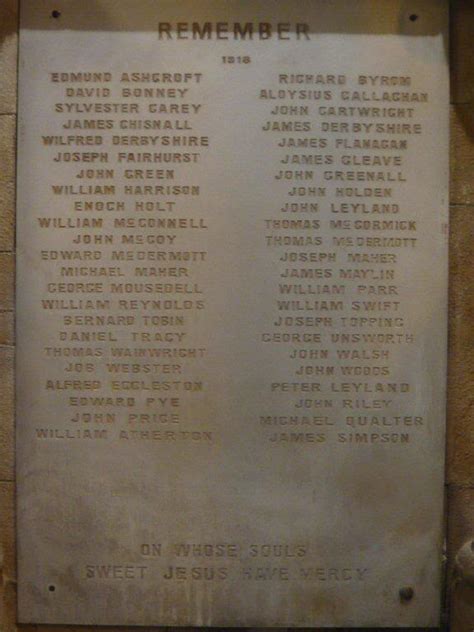 REMEMBER
1918
EDMUND ASHCROFT
DAVID BONNEY
SYLVESTER CAREY
JAMES CHISNALL
WILFRED DERBYSHIRE
JOSEPH FAIRHURST
JOHN GREEN
WILLIAM HARRISON
ENOCH HOLT
WILLIAM McCONNELL
JOHN McCOY
EDWARD McDERMOTT
MICHAEL MAHER
GEORGE MOUSEDELL
WILLIAM REYNOLDS
BERNARD TOBIN
DANIEL TRACY
THOMAS WAINWRIGHT
JOB WEBSTER
ALFRED ECCLESTON
EDWARD PYE
JOHN PRICE
WILLIAM ATHERTON
RICHARD BYROM
ALOYSIUS CALLAGHAN
JOHN CARTWRIGHT
JAMES DERBYSHIRE
JAMES FLANAGAN
JAMES GLEAVE
JOHN GREENALL
JOHN HOLDEN
JOHN LEYLAND
THOMAS McCORMICK
THOMAS McDERMOTT
JOSEPH MAHER
JAMES MAYLIN
WILLIAM PARR
WILLIAM SWIFT
JOSEPH TOPPING
GEORGE UNSWORTH
JOHN WALSH
JOHN WOODS
PETER LEYLAND
JOHN RILEY
MICHAEL QUALTER
JAMES SIMPSON
ON WHOSE SOULS
SWEET JESUS HAVE MERCY